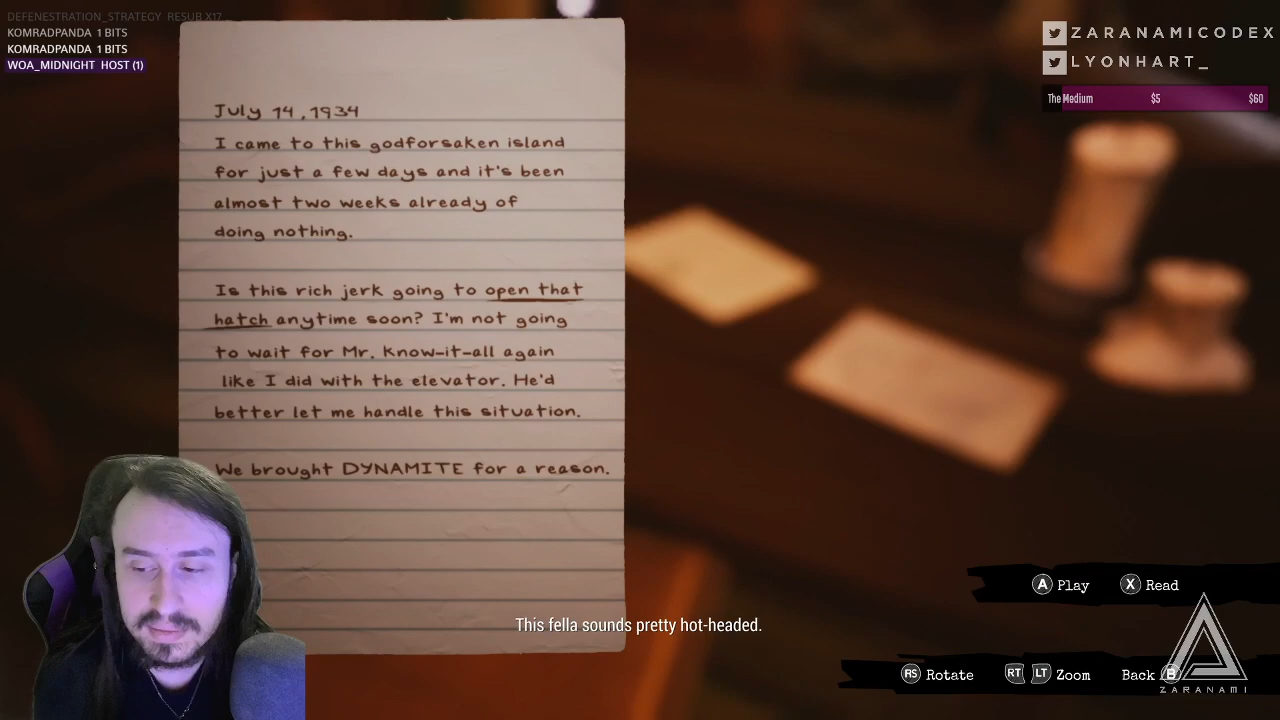 DEFENESTRATION_STRATEGY RESUB X17
KOMRADPANDA 1 BITS
KOMRADPANDA 1 BITS
WOA_MIDNIGHT HOST (1)
ZARANAMICODEX
LYONHART_
The Medium $5 $60
July 14, 1934
I came to this godforsaken island
for just a few days and it's been
almost two weeks already of
doing nothing.
Is this rich jerk going to open that
hatch anytime soon? I'm not going
to wait for Mr. Know-it-all again
like I did with the elevator. He'd
better let me handle this situation.
We brought DYNAMITE for a reason.
This fella sounds pretty hot-headed.
A Play X Read
RS Rotate RT LT Zoom Back B
ZARANAMI